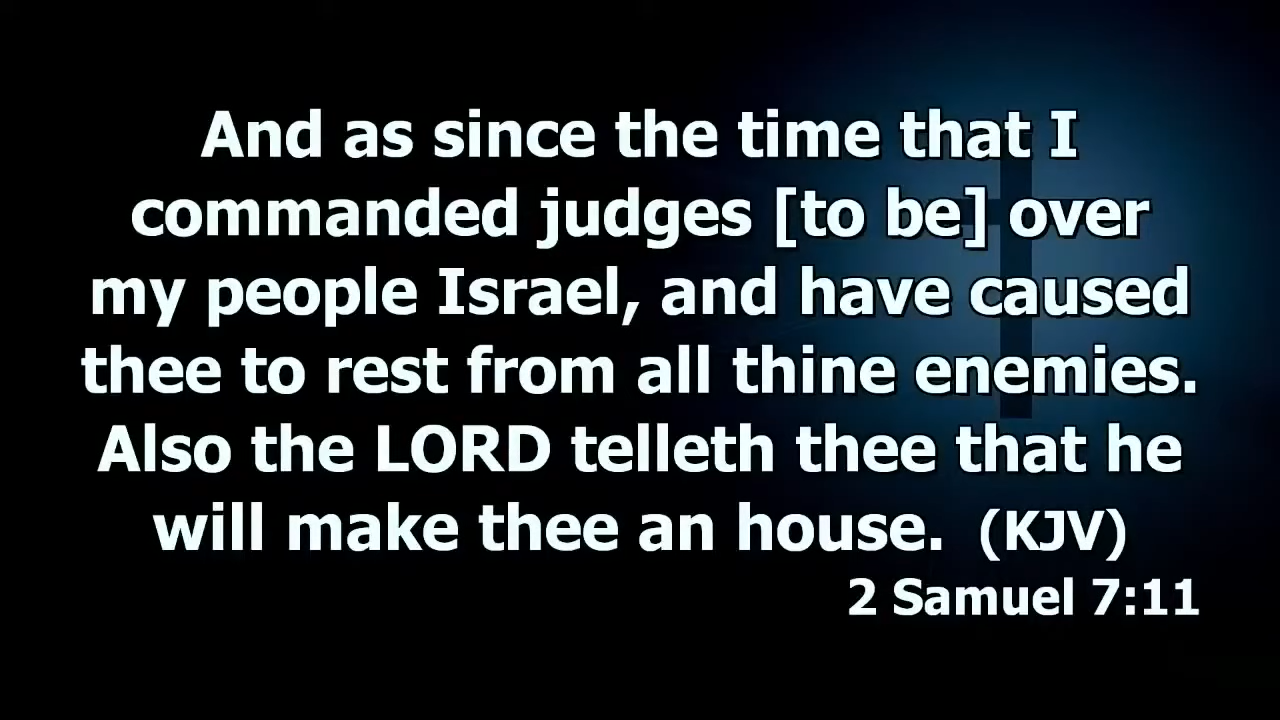 And as since the time that I
commanded judges [to be] over
my people Israel, and have caused
thee to rest from all thine enemies.
Also the LORD telleth thee that he
will make thee an house. (KJV)
2 Samuel 7:11